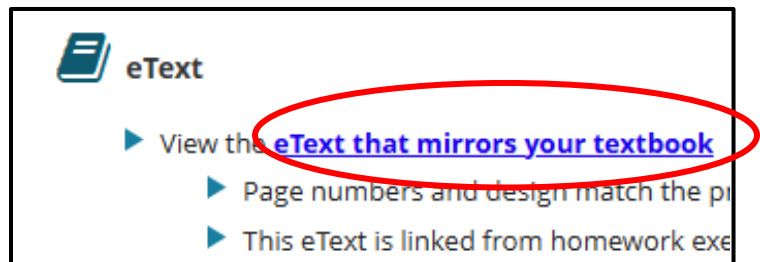 eText
View the eText that mirrors your textbook
Page numbers and design match the
This eText is linked from homework